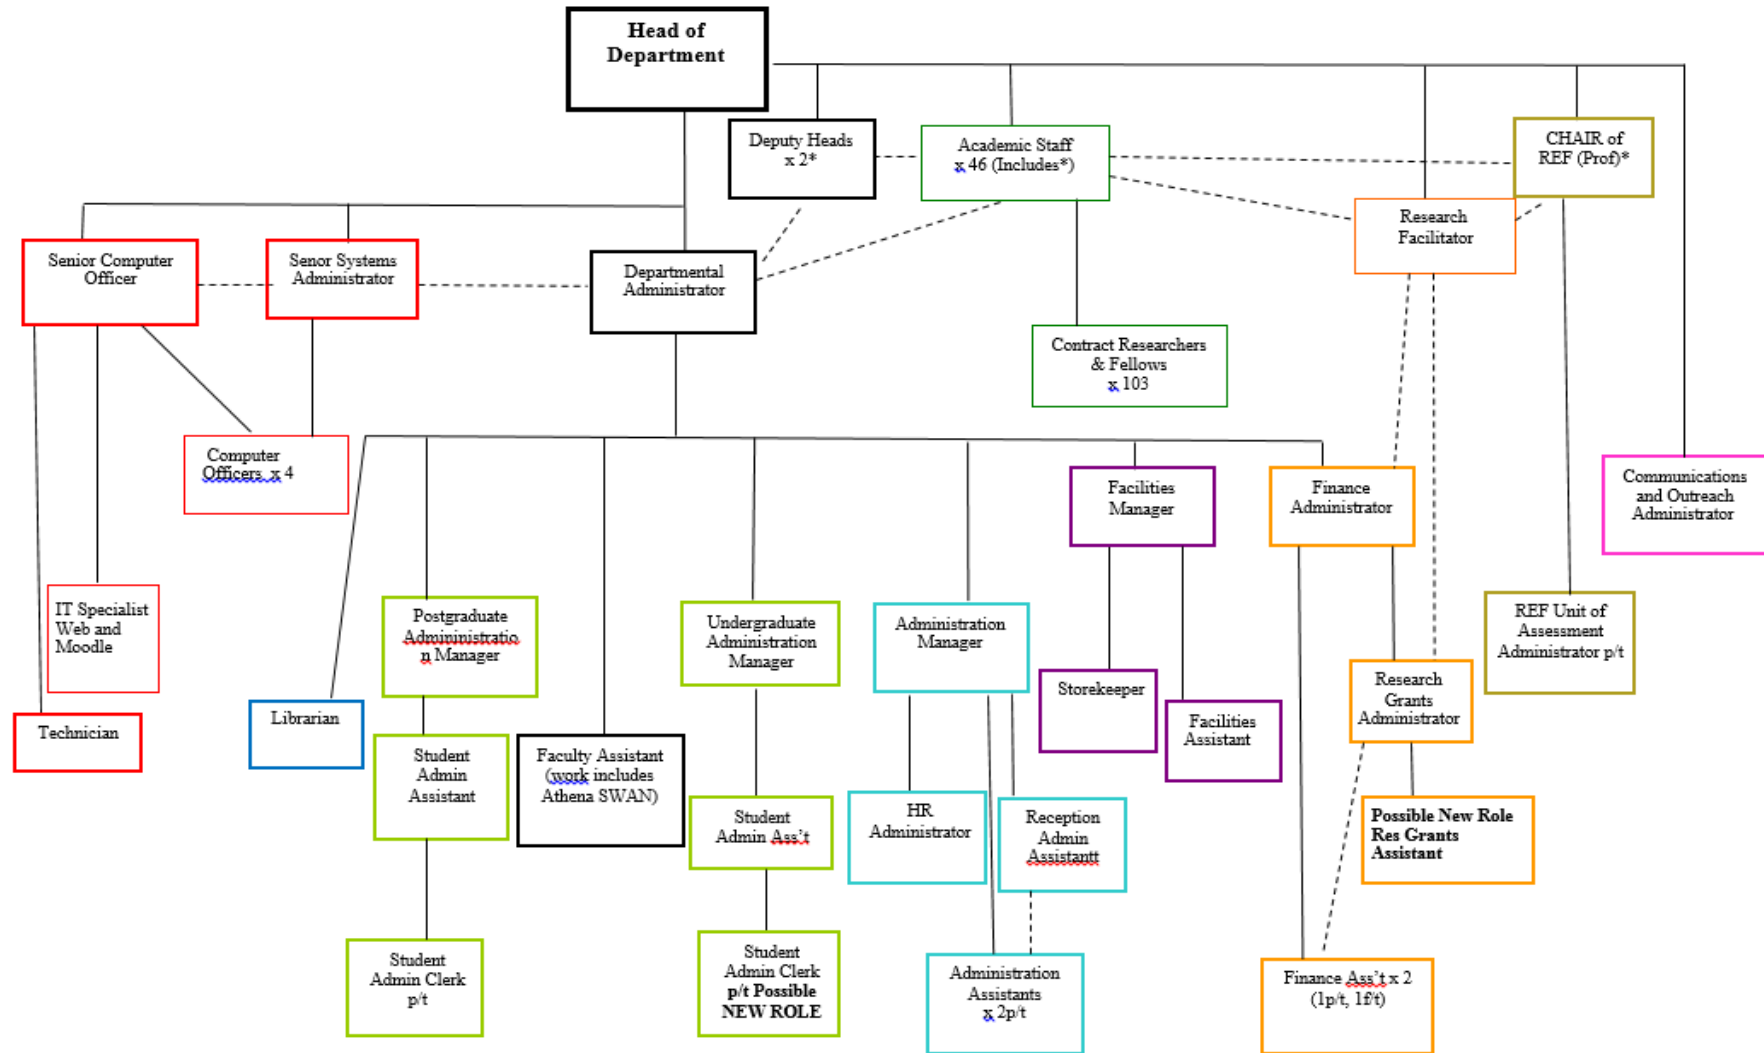 Head of
Department
Deputy Heads
x 2*
Academic Staff
x 46 (Includes*)
CHAIR of
REF (Prof)*
Research
Facilitator
Senior Computer
Officer
Senor Systems
Administrator
Departmental
Administrator
Contract Researchers
& Fellows
x 103
Computer
Officers x 4
Facilities
Manager
Finance
Administrator
Communications
and Outreach
Administrator
IT Specialist
Web and
Moodle
Postgraduate
Admininistratio
n Manager
Undergraduate
Administration
Manager
Administration
Manager
REF Unit of
Assessment
Administrator p/t
Storekeeper
Research
Grants
Administrator
Technician
Librarian
Facilities
Assistant
Student
Admin
Assistant
Faculty Assistant
(work includes
Athena SWAN)
Student
Admin Ass't
HR
Administrator
Reception
Admin
Assistantt
Possible New Role
Res Grants
Assistant
Student
Admin Clerk
p/t
Student
Admin Clerk
p/t Possible
NEW ROLE
Administration
Assistants
x 2p/t
Finance Ass't x 2
(1p/t, 1f/t)